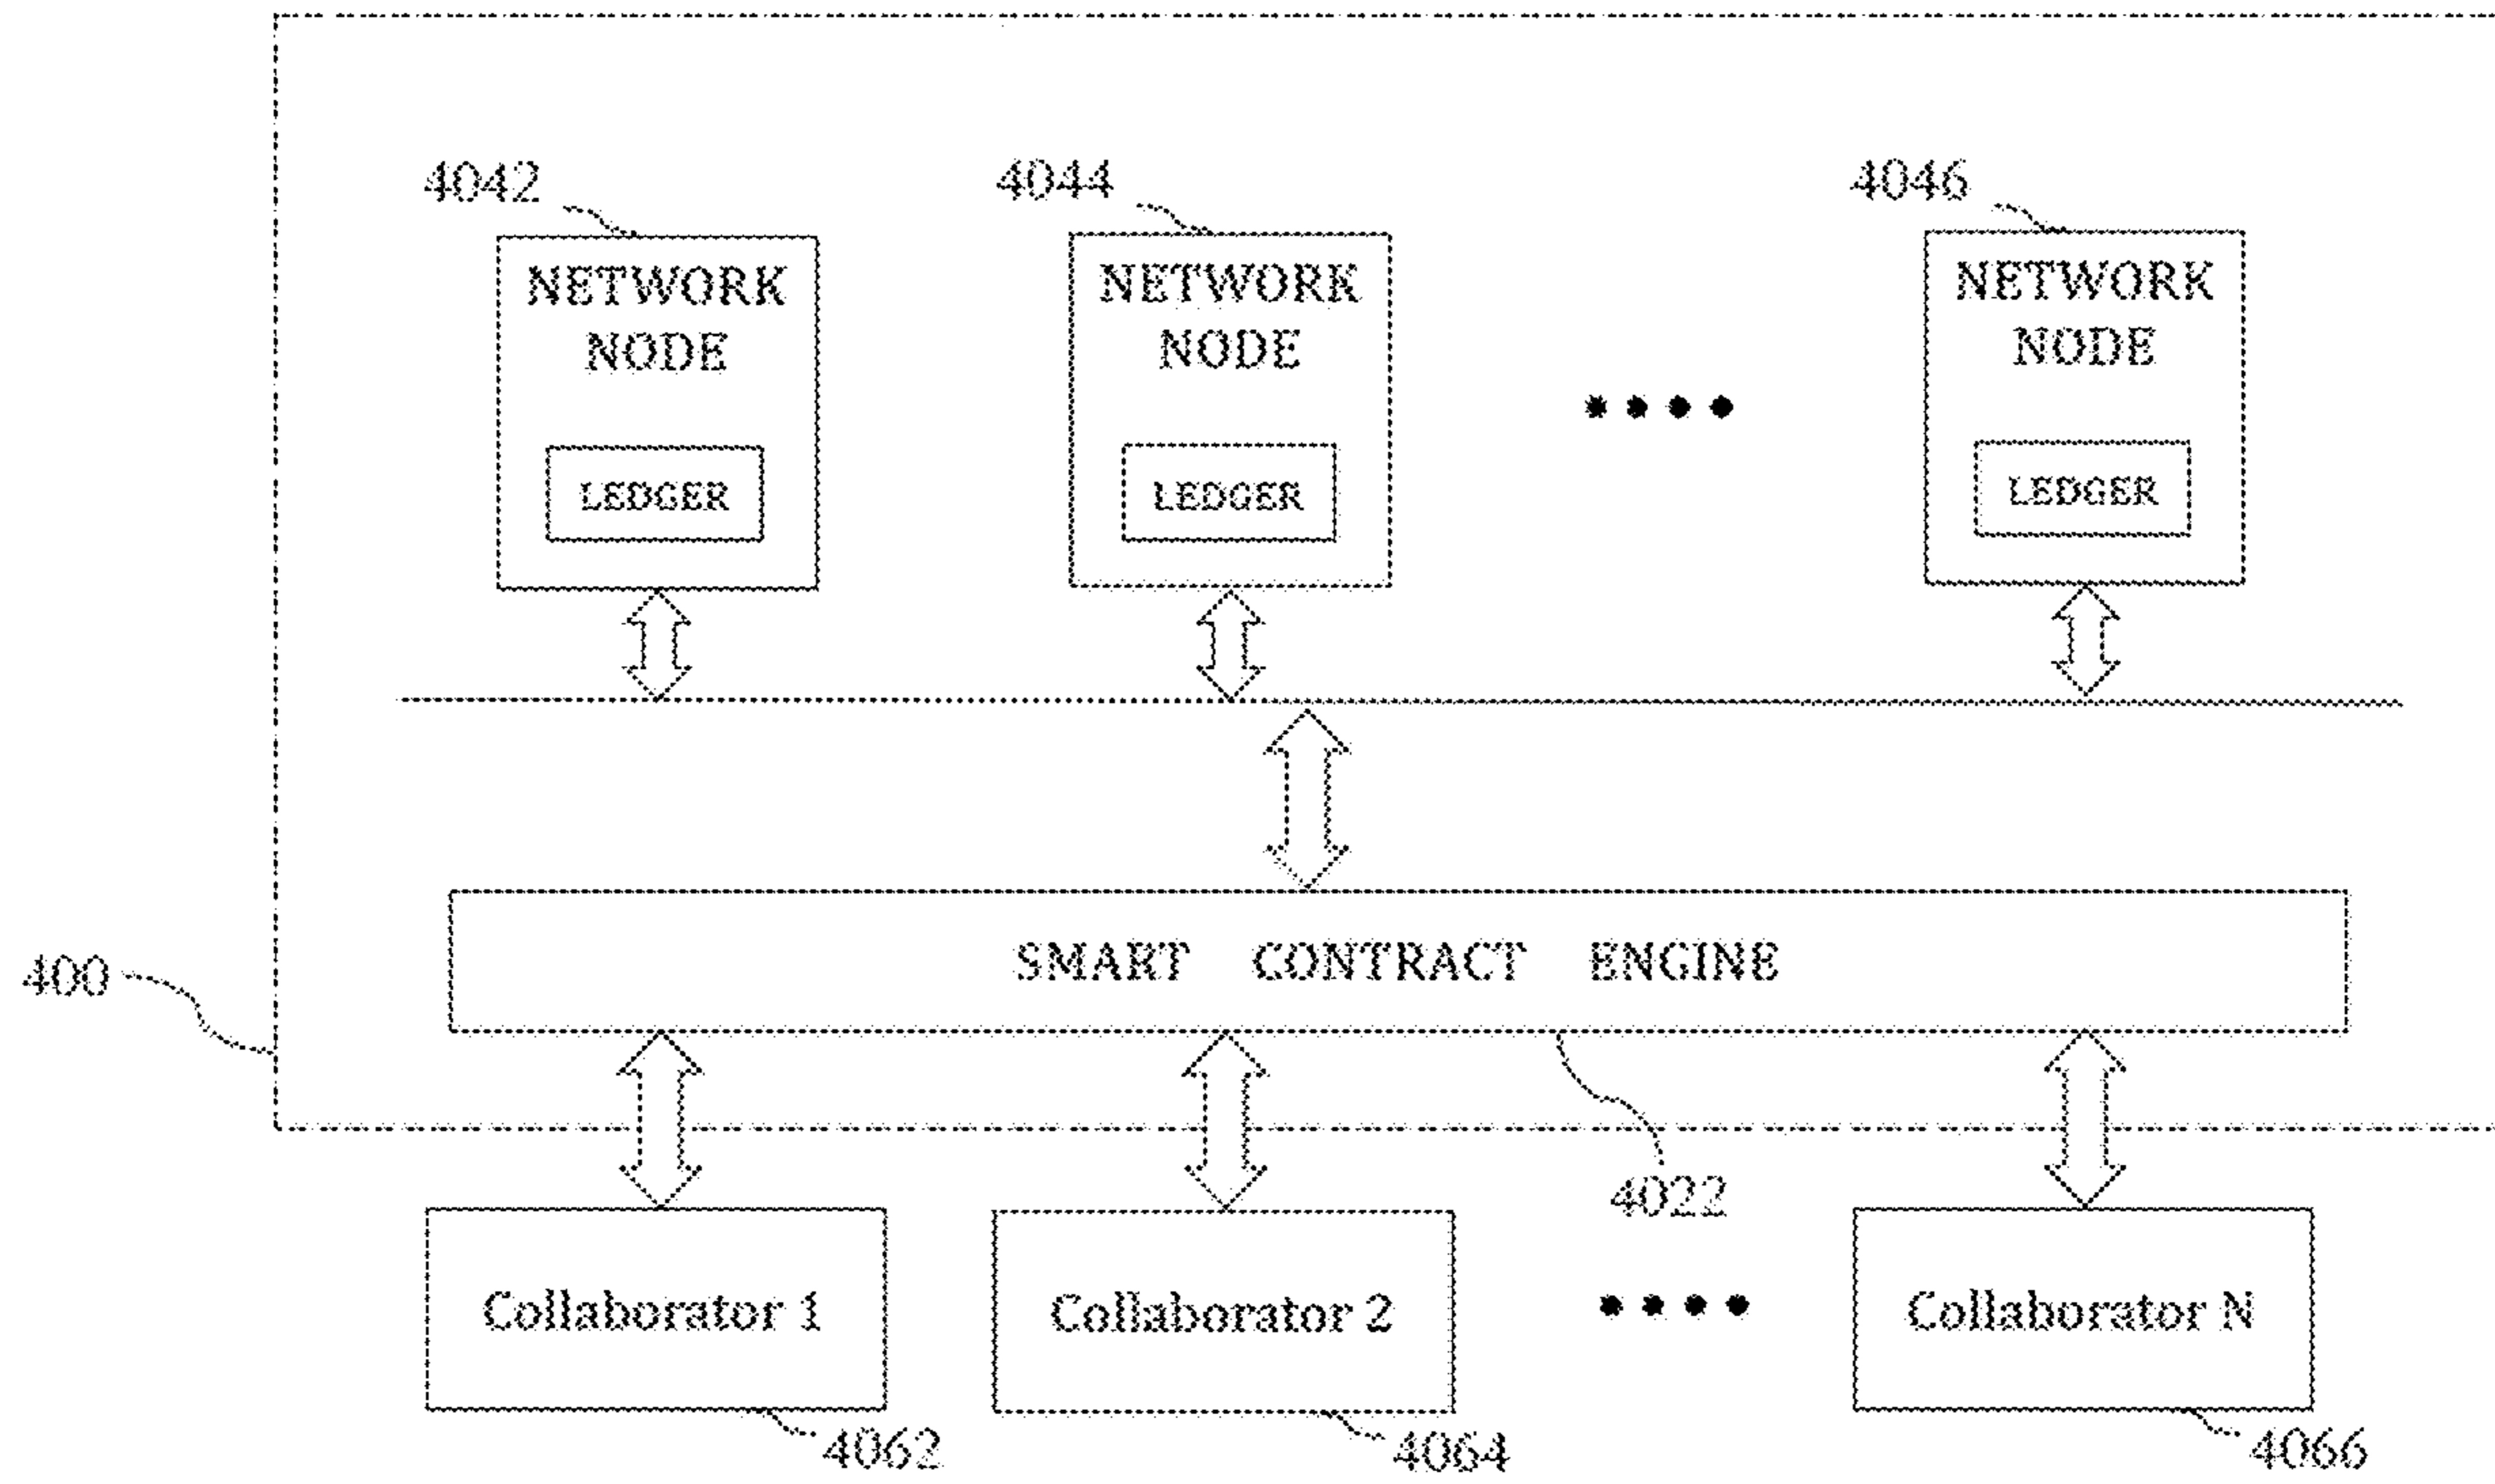 4042
4044
4046
NETWORK
NODE
LEDGER
NETWORK
NODE
LEDGER
NETWORK
NODE
LEDGER
SMART CONTRACT ENGINE
400
4022
Collaborator 1
Collaborator 2
Collaborator N
4062
4064
4066